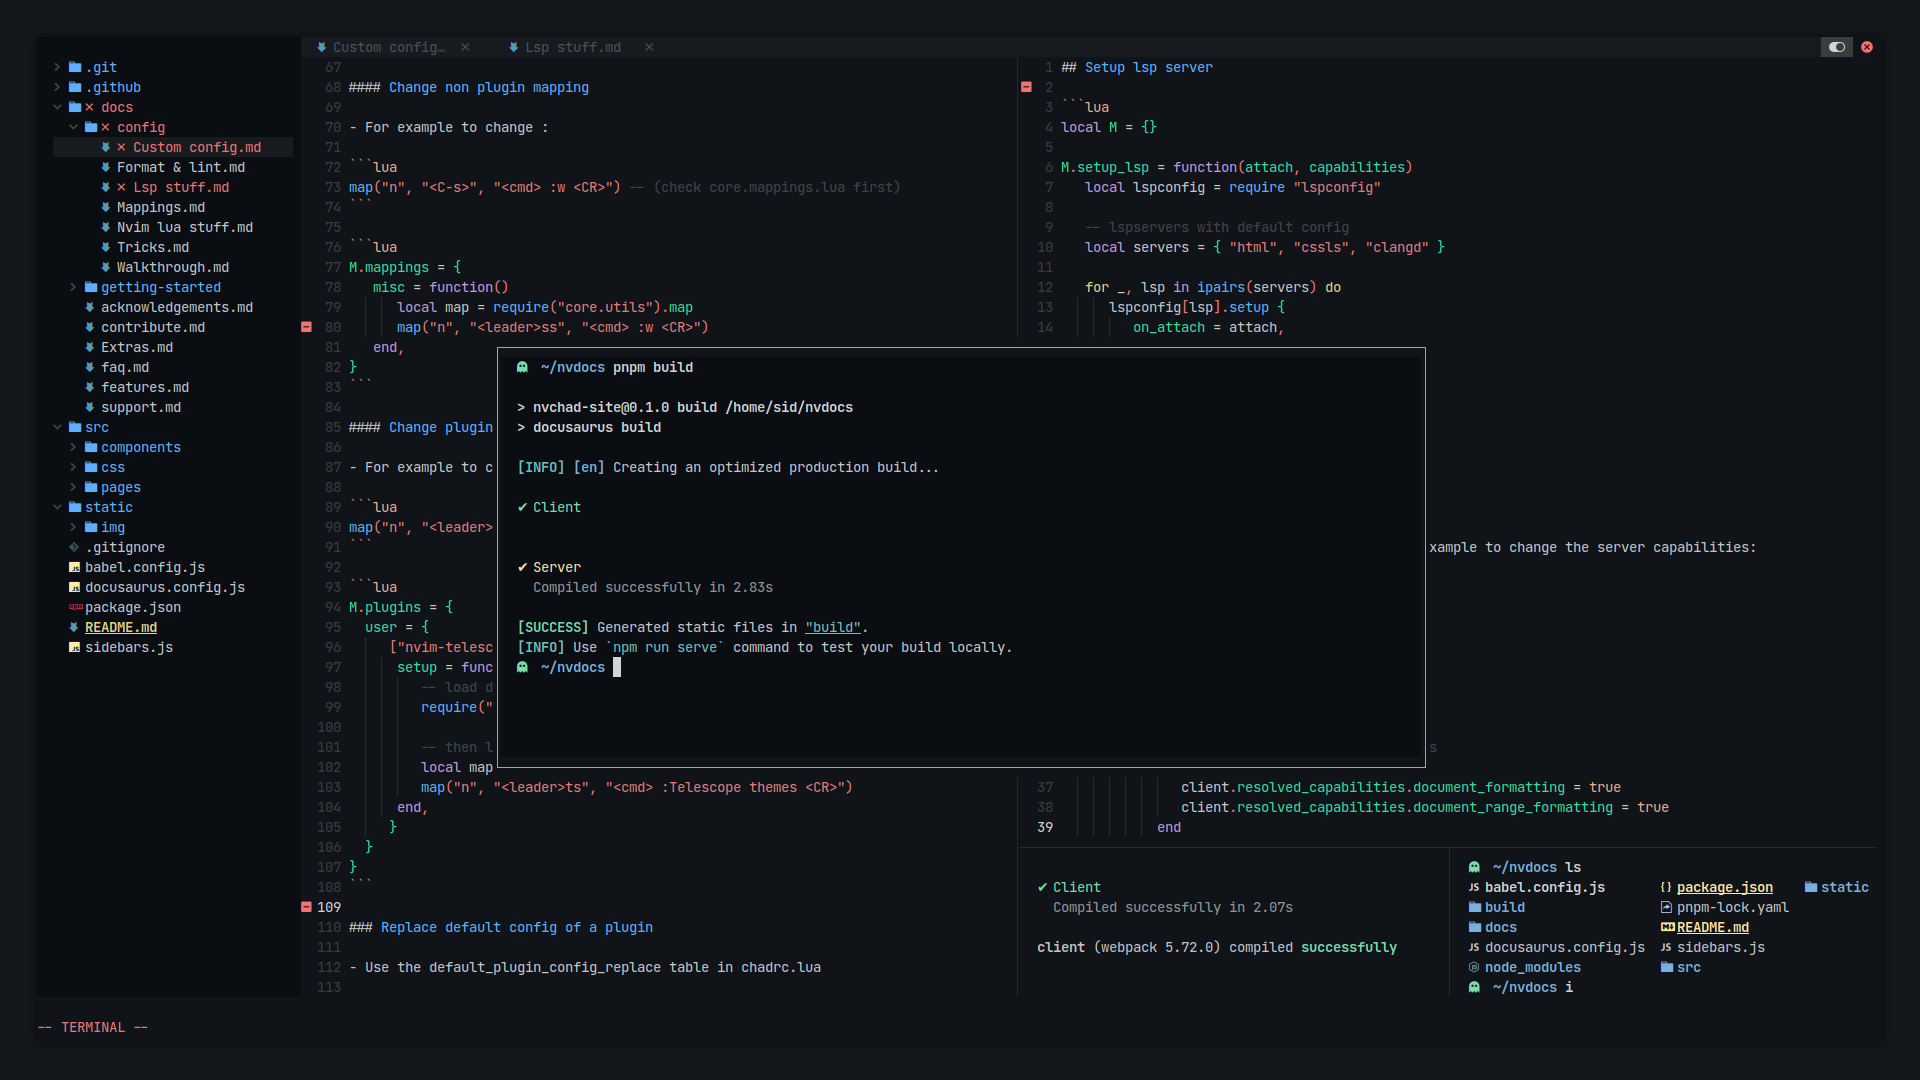 .git
.github
docs
config
Custom config.md
Format & lint.md
Lsp stuff.md
Mappings.md
Nvim lua stuff.md
Tricks.md
Walkthrough.md
getting-started
acknowledgements.md
contribute.md
Extras.md
faq.md
features.md
support.md
src
components
css
pages
static
img
.gitignore
babel.config.js
docusaurus.config.js
package.json
README.md
sidebars.js
Custom config…
Lsp stuff.md
67
68 #### Change non plugin mapping
69
70 - For example to change :
71
72 ```lua
73 map("n", "<C-s>", "<cmd> :w <CR>") -- (check core.mappings.lua first)
74 ```
75
76 ```lua
77 M.mappings = {
78 misc = function()
79 local map = require("core.utils").map
80 map("n", "<leader>ss", "<cmd> :w <CR>")
81 end,
82 }
83 ```
84
85 #### Change plugin
86
87 - For example to c
88
89 ```lua
90 map("n", "<leader>
91 ```
92
93 ```lua
94 M.plugins = {
95 user = {
96 ["nvim-telesc
97 setup = func
98 -- load d
99 require("
100
101 -- then l
102 local map
103 map("n", "<leader>ts", "<cmd> :Telescope themes <CR>")
104 end,
105 }
106 }
107 }
108 ```
109
110 ### Replace default config of a plugin
111
112 - Use the default_plugin_config_replace table in chadrc.lua
113
1 ## Setup lsp server
2
3 ```lua
4 local M = {}
5
6 M.setup_lsp = function(attach, capabilities)
7 local lspconfig = require "lspconfig"
8
9 -- lspservers with default config
10 local servers = { "html", "cssls", "clangd" }
11
12 for _, lsp in ipairs(servers) do
13 lspconfig[lsp].setup {
14 on_attach = attach,
xample to change the server capabilities:
s
37 client.resolved_capabilities.document_formatting = true
38 client.resolved_capabilities.document_range_formatting = true
39 end
~/nvdocs pnpm build
> nvchad-site@0.1.0 build /home/sid/nvdocs
> docusaurus build
[INFO] [en] Creating an optimized production build...
✔ Client
✔ Server
Compiled successfully in 2.83s
[SUCCESS] Generated static files in "build".
[INFO] Use `npm run serve` command to test your build locally.
~/nvdocs
✔ Client
Compiled successfully in 2.07s
client (webpack 5.72.0) compiled successfully
~/nvdocs ls
JS babel.config.js {} package.json static
build pnpm-lock.yaml
docs README.md
JS docusaurus.config.js JS sidebars.js
node_modules src
~/nvdocs i
-- TERMINAL --